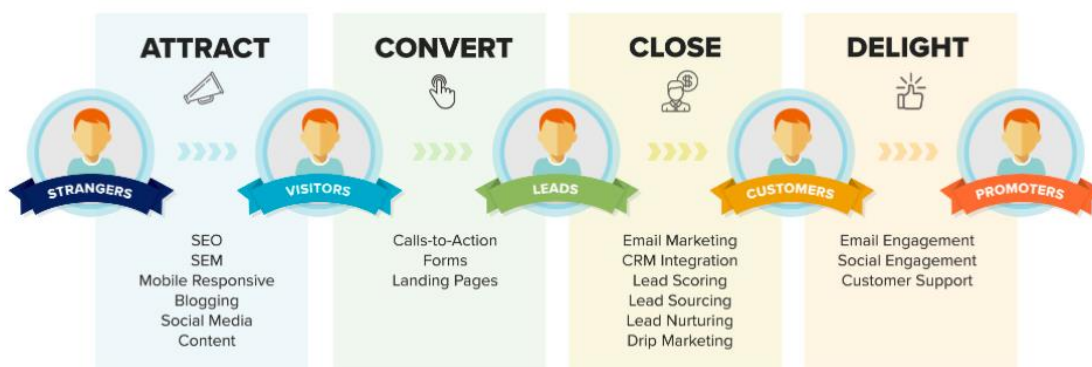 ATTRACT
CONVERT
CLOSE
DELIGHT
$
STRANGERS
VISITORS
LEADS
CUSTOMERS
PROMOTERS
SEO
SEM
Mobile Responsive
Blogging
Social Media
Content
Calls-to-Action
Forms
Landing Pages
Email Marketing
CRM Integration
Lead Scoring
Lead Sourcing
Lead Nurturing
Drip Marketing
Email Engagement
Social Engagement
Customer Support